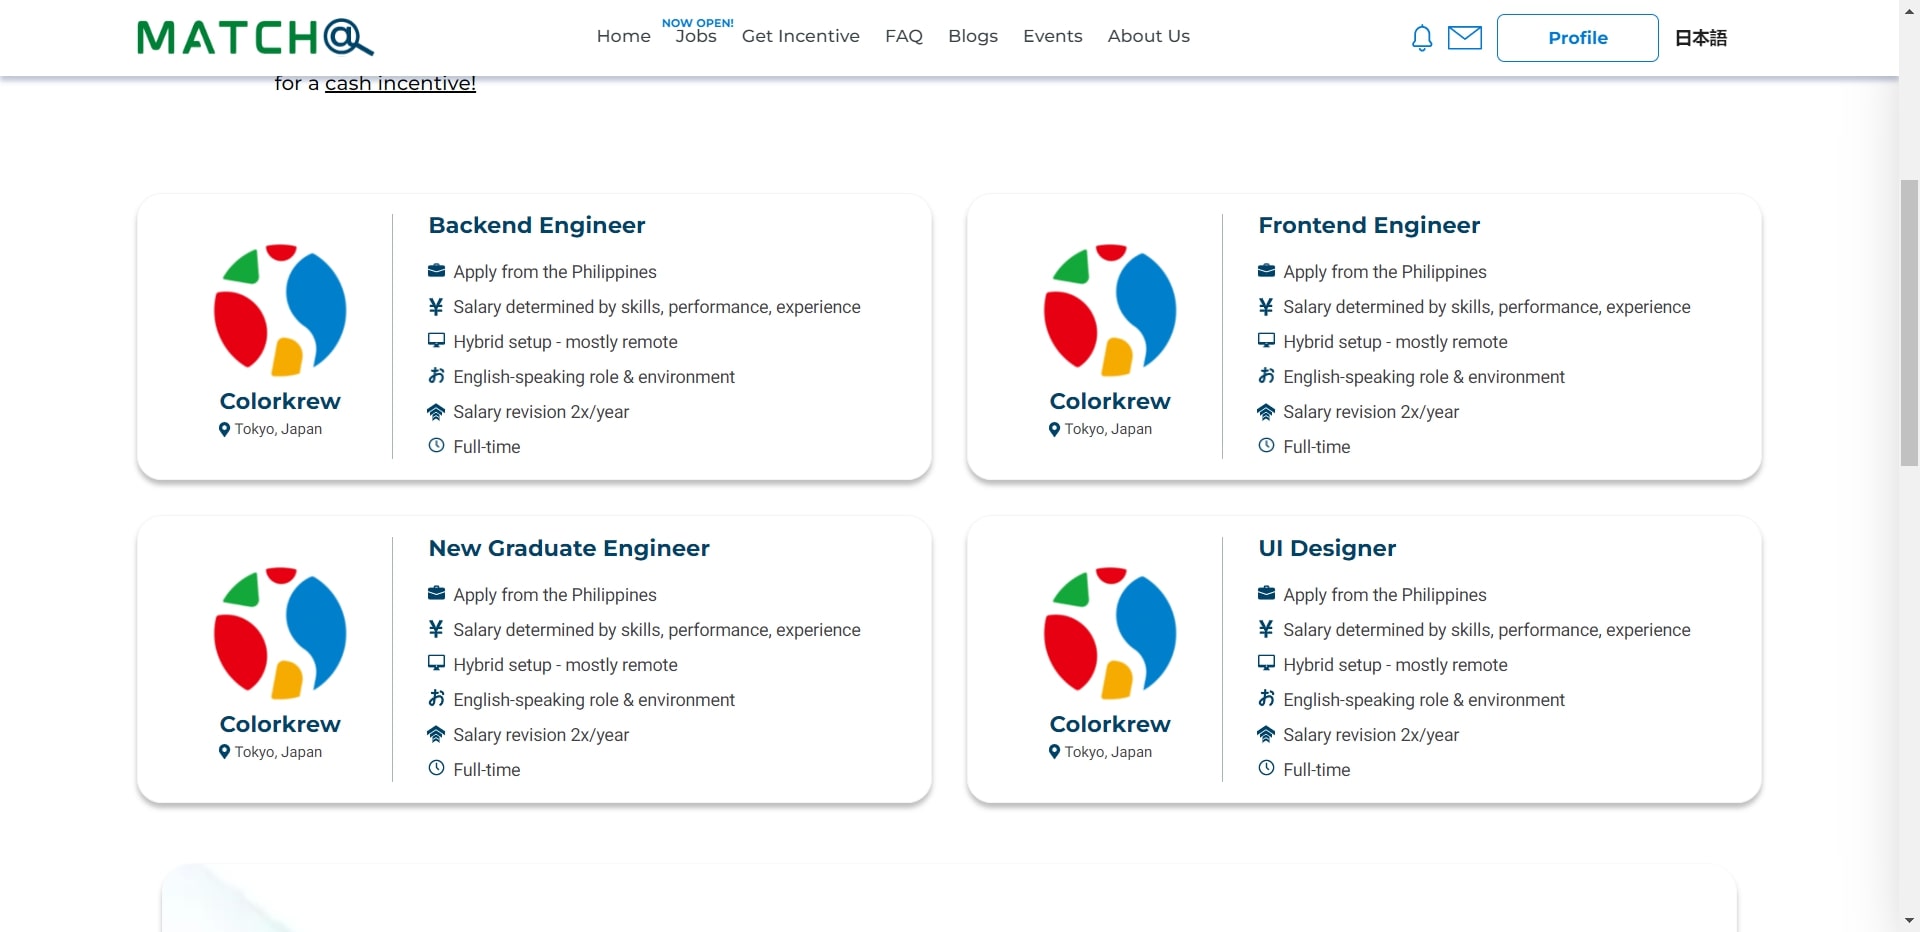 MATCH@
Home
NOW OPEN!
Jobs
Get Incentive
FAQ
Blogs
Events
About Us
Profile
日本語
for a cash incentive!
Colorkrew
Tokyo, Japan
Backend Engineer
Apply from the Philippines
¥ Salary determined by skills, performance, experience
Hybrid setup - mostly remote
お English-speaking role & environment
Salary revision 2x/year
Full-time
Colorkrew
Tokyo, Japan
Frontend Engineer
Apply from the Philippines
¥ Salary determined by skills, performance, experience
Hybrid setup - mostly remote
お English-speaking role & environment
Salary revision 2x/year
Full-time
Colorkrew
Tokyo, Japan
New Graduate Engineer
Apply from the Philippines
¥ Salary determined by skills, performance, experience
Hybrid setup - mostly remote
お English-speaking role & environment
Salary revision 2x/year
Full-time
Colorkrew
Tokyo, Japan
UI Designer
Apply from the Philippines
¥ Salary determined by skills, performance, experience
Hybrid setup - mostly remote
お English-speaking role & environment
Salary revision 2x/year
Full-time